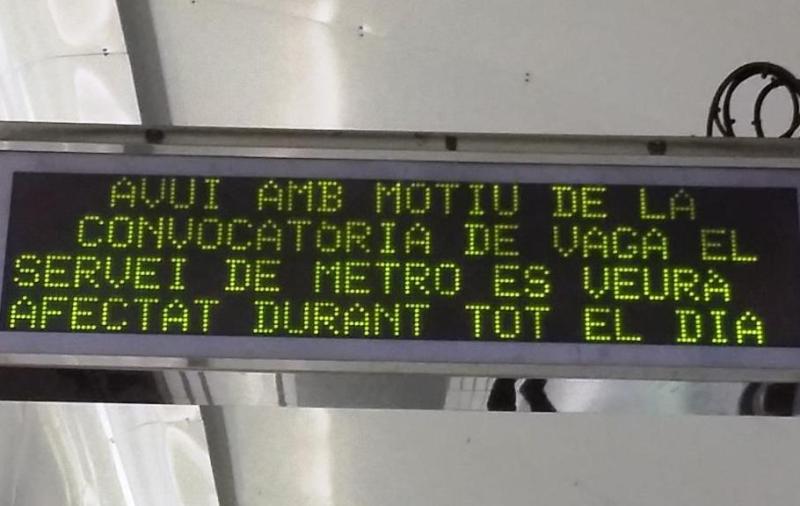 AVUI AMB MOTIU DE LA
CONVOCATORIA DE VAGA EL
SERVEI DE METRO ES VEURA
AFECTAT DURANT TOT EL DIA